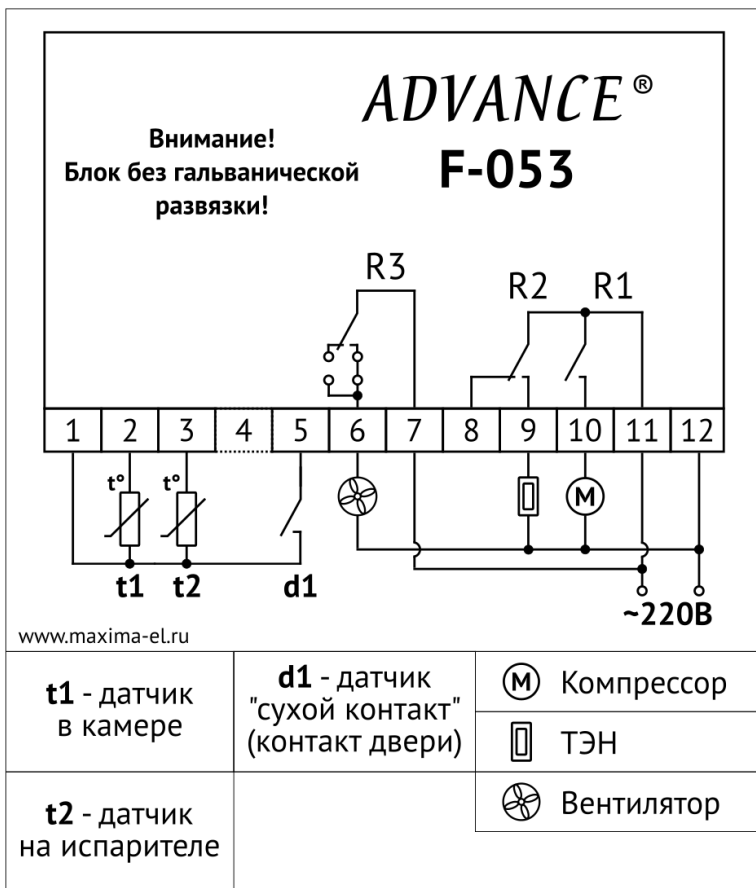 ADVANCE®
F-053
Внимание!
Блок без гальванической
развязки!
R3
R2 R1
1 2 3 4 5 6 7 8 9 10 11 12
t° t°
M
t1 t2 d1
~220В
www.maxima-el.ru
t1 - датчик
в камере
d1 - датчик
"сухой контакт"
(контакт двери)
M Компрессор
ТЭН
Вентилятор
t2 - датчик
на испарителе